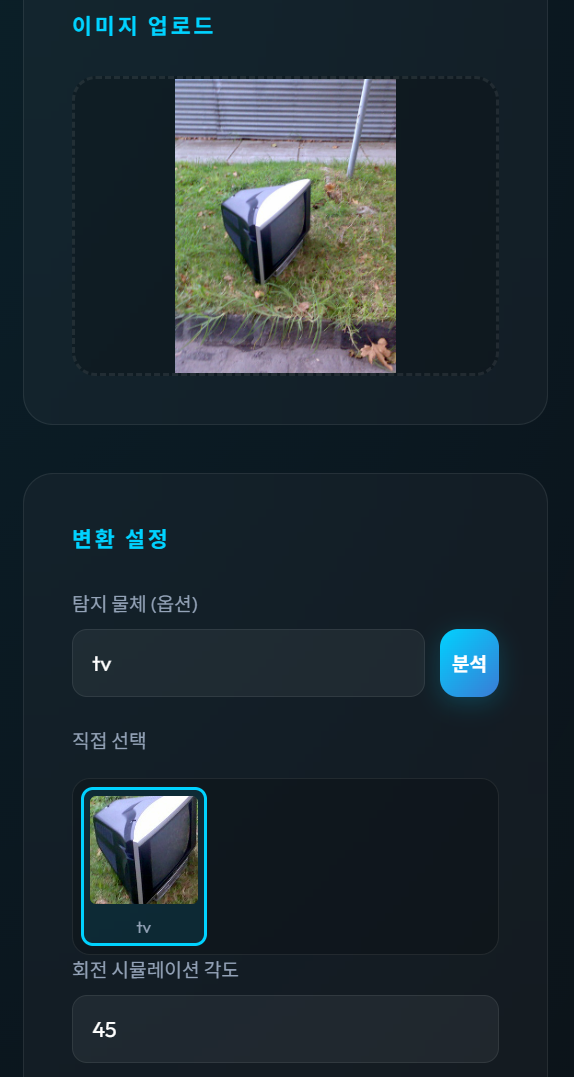 이미지 업로드
변환 설정
탐지 물체 (옵션)
tv
분석
직접 선택
tv
회전 시뮬레이션 각도
45